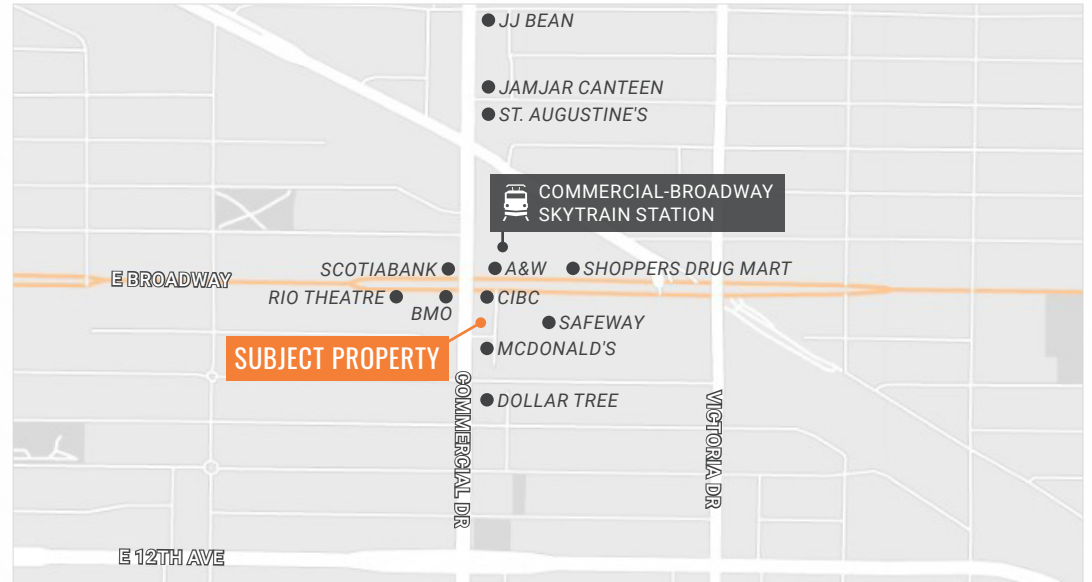 JJ BEAN
JAMJAR CANTEEN
ST. AUGUSTINE'S
COMMERCIAL-BROADWAY
SKYTRAIN STATION
SCOTIABANK
A&W
SHOPPERS DRUG MART
E BROADWAY
RIO THEATRE
BMO
CIBC
SAFEWAY
SUBJECT PROPERTY
MCDONALD'S
DOLLAR TREE
COMMERCIAL DR
VICTORIA DR
E 12TH AVE